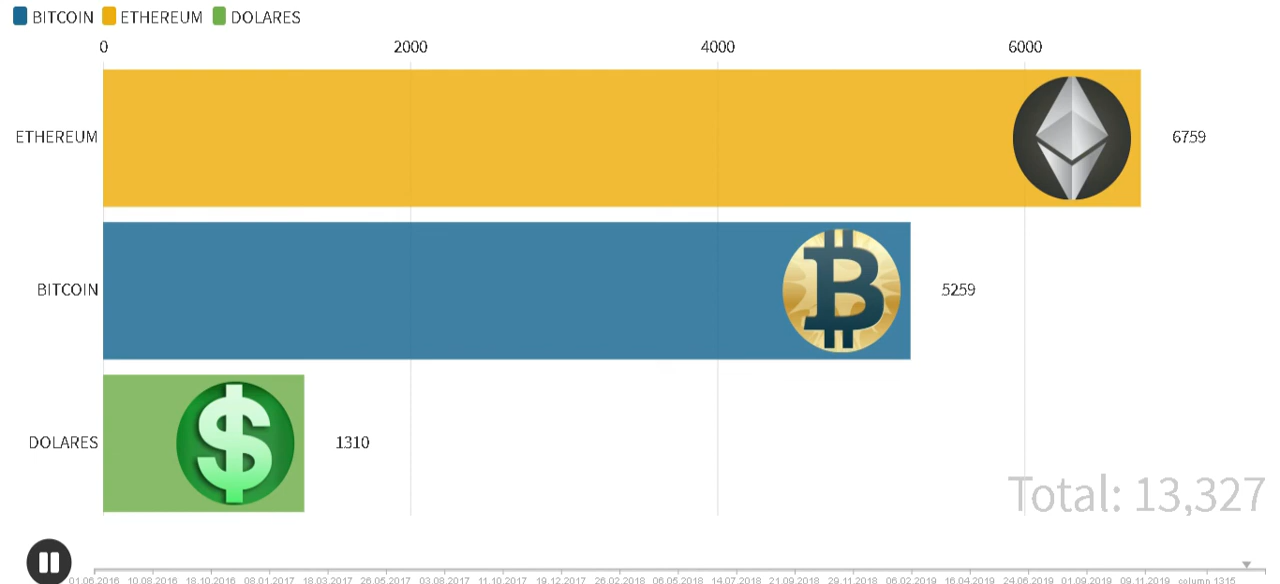 BITCOIN ETHEREUM DOLARES
0 2000 4000 6000
ETHEREUM 6759
BITCOIN 5259
DOLARES 1310
Total: 13,327
01.06.2016 10.08.2016 18.10.2016 08.01.2017 18.03.2017 26.05.2017 03.08.2017 11.10.2017 19.12.2017 26.02.2018 06.05.2018 14.07.2018 21.09.2018 29.11.2018 06.02.2019 16.04.2019 24.06.2019 01.09.2019 09.11.2019 column 1315